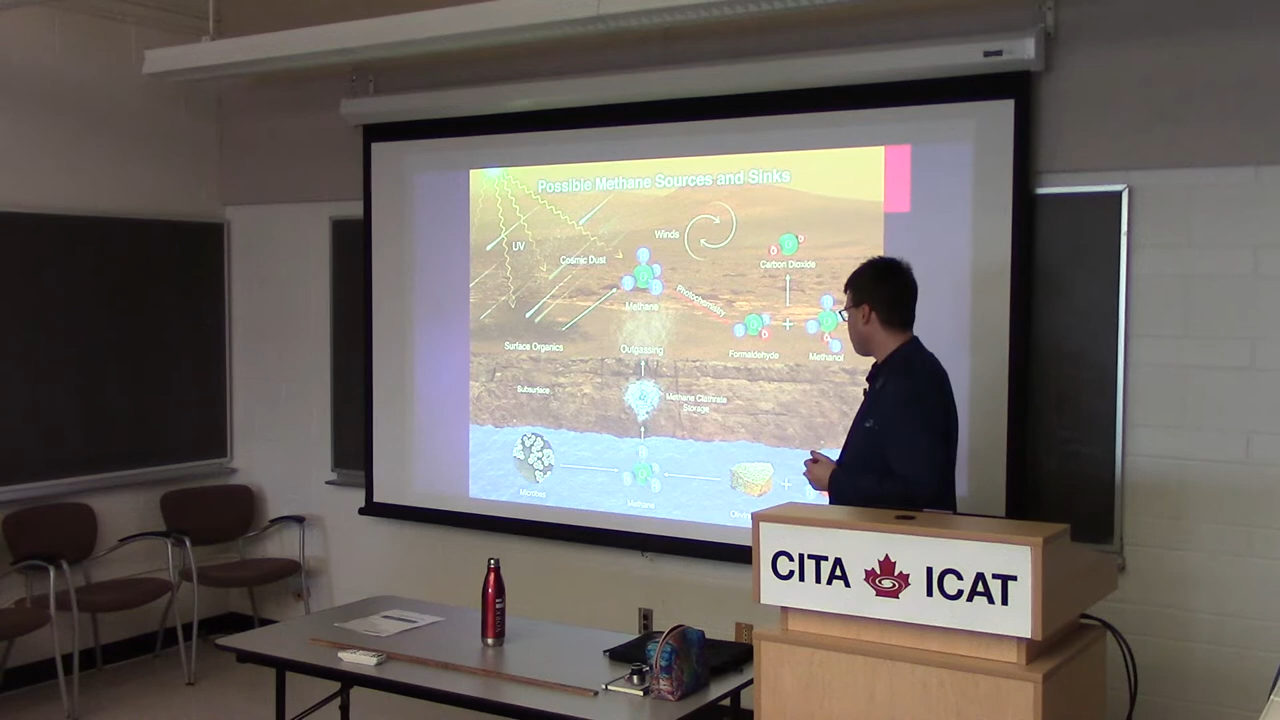 Possible Methane Sources and Sinks
UV
Cosmic Dust
Winds
Carbon Dioxide
Methane
Photochemistry
Surface Organics
Outgassing
Formaldehyde
+
Methanol
Subsurface
Methane Clathrate
Storage
Microbes
Methane
+
CITA ICAT